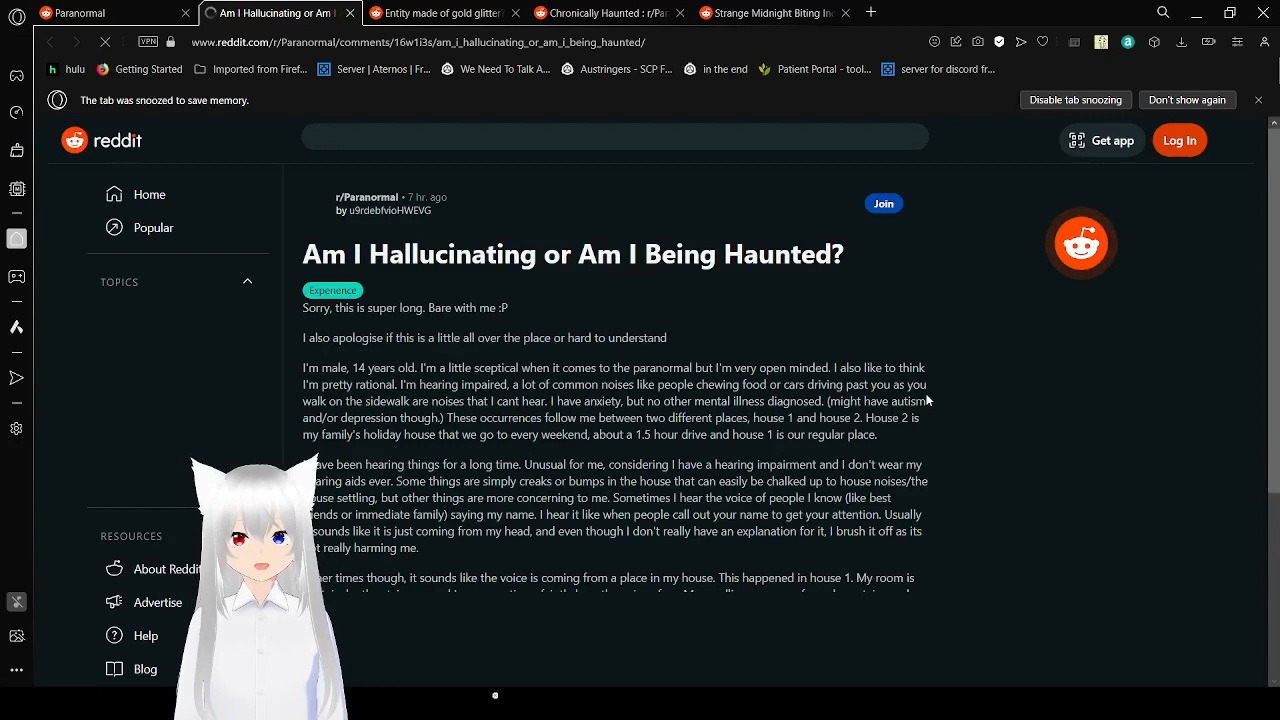 Paranormal
Am I Hallucinating or Am I
Entity made of gold glitter?
Chronically Haunted : r/Par
Strange Midnight Biting Inc
VPN
www.reddit.com/r/Paranormal/comments/16w1i3s/am_i_hallucinating_or_am_i_being_haunted/
hulu
Getting Started
Imported from Firef...
Server | Aternos | Fr...
We Need To Talk A...
Austringers - SCP F...
in the end
Patient Portal - tool...
server for discord fr...
The tab was snoozed to save memory.
Disable tab snoozing
Don't show again
reddit
Get app
Log In
Home
Popular
TOPICS
RESOURCES
About Reddit
Advertise
Help
Blog
r/Paranormal • 7 hr. ago
by u9rdebfvioHWEVG
Join
Am I Hallucinating or Am I Being Haunted?
Experience
Sorry, this is super long. Bare with me :P
I also apologise if this is a little all over the place or hard to understand
I'm male, 14 years old. I'm a little sceptical when it comes to the paranormal but I'm very open minded. I also like to think
I'm pretty rational. I'm hearing impaired, a lot of common noises like people chewing food or cars driving past you as you
walk on the sidewalk are noises that I cant hear. I have anxiety, but no other mental illness diagnosed. (might have autism
and/or depression though.) These occurrences follow me between two different places, house 1 and house 2. House 2 is
my family's holiday house that we go to every weekend, about a 1.5 hour drive and house 1 is our regular place.
have been hearing things for a long time. Unusual for me, considering I have a hearing impairment and I don't wear my
aring aids ever. Some things are simply creaks or bumps in the house that can easily be chalked up to house noises/the
ouse settling, but other things are more concerning to me. Sometimes I hear the voice of people I know (like best
ends or immediate family) saying my name. I hear it like when people call out your name to get your attention. Usually
sounds like it is just coming from my head, and even though I don't really have an explanation for it, I brush it off as its
t really harming me.
er times though, it sounds like the voice is coming from a place in my house. This happened in house 1. My room is